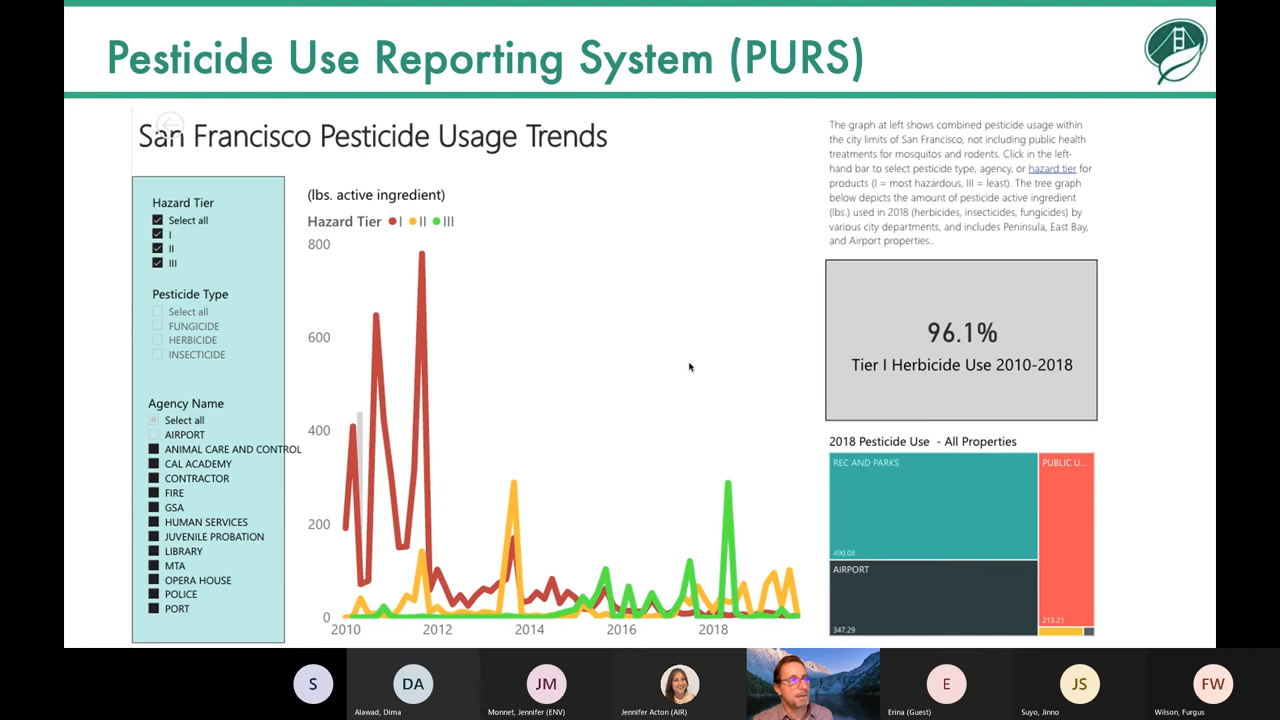 Pesticide Use Reporting System (PURS)
San Francisco Pesticide Usage Trends
The graph at left shows combined pesticide usage within
the city limits of San Francisco, not including public health
treatments for mosquitos and rodents. Click in the left-
hand bar to select pesticide type, agency, or hazard tier for
products (I = most hazardous, III = least). The tree graph
below depicts the amount of pesticide active ingredient
(lbs.) used in 2018 (herbicides, insecticides, fungicides) by
various city departments, and includes Peninsula, East Bay,
and Airport properties..
Hazard Tier
Select all
I
II
III
Pesticide Type
Select all
FUNGICIDE
HERBICIDE
INSECTICIDE
Agency Name
Select all
AIRPORT
ANIMAL CARE AND CONTROL
CAL ACADEMY
CONTRACTOR
FIRE
GSA
HUMAN SERVICES
JUVENILE PROBATION
LIBRARY
MTA
OPERA HOUSE
POLICE
PORT
(lbs. active ingredient)
Hazard Tier I II III
800
600
400
200
0
2010 2012 2014 2016 2018
96.1%
Tier I Herbicide Use 2010-2018
2018 Pesticide Use - All Properties
REC AND PARKS
490.08
PUBLIC U...
213.21
AIRPORT
347.29
S
DA
Alawad, Dima
JM
Monnet, Jennifer (ENV)
Jennifer Acton (AIR)
E
Erina (Guest)
JS
Suyo, Jinno
FW
Wilson, Furgus